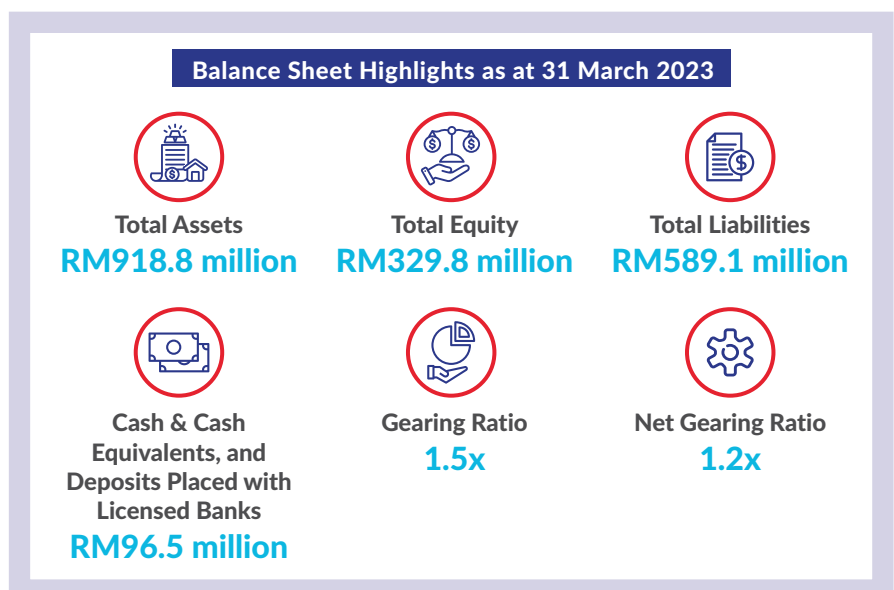 Balance Sheet Highlights as at 31 March 2023
Total Assets
RM918.8 million
Total Equity
RM329.8 million
Total Liabilities
RM589.1 million
Cash & Cash
Equivalents, and
Deposits Placed with
Licensed Banks
RM96.5 million
Gearing Ratio
1.5x
Net Gearing Ratio
1.2x